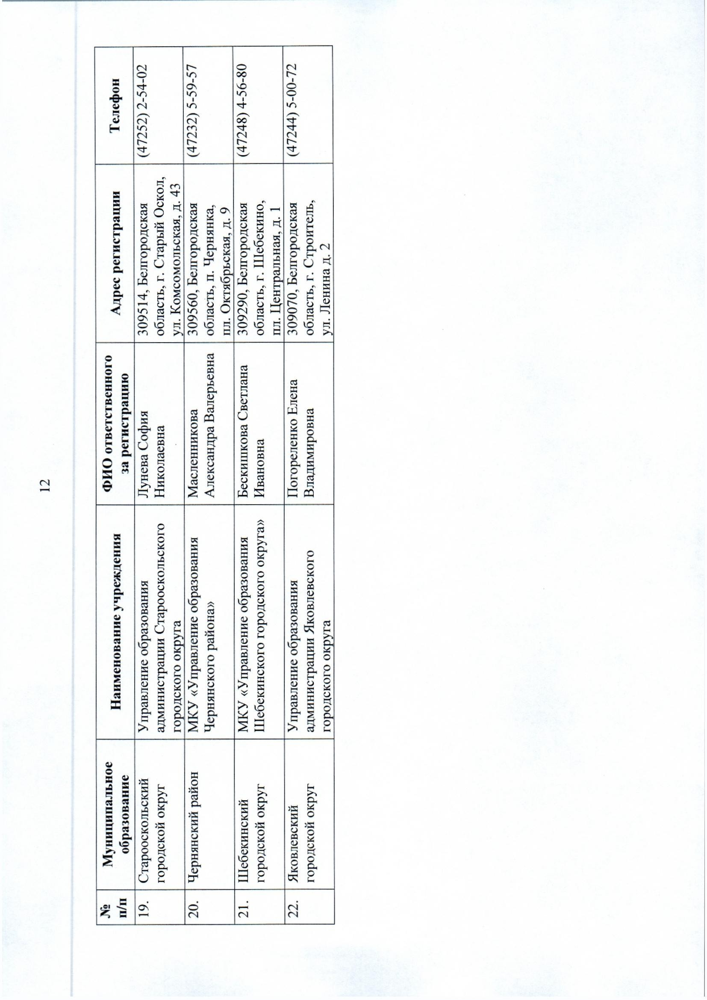 12
№
п/п
Муниципальное
образование
Наименование учреждения
ФИО ответственного
за регистрацию
Адрес регистрации
Телефон
19.
Старооскольский
городской округ
Управление образования
администрации Старооскольского
городского округа
Лунева София
Николаевна
309514, Белгородская
область, г. Старый Оскол,
ул. Комсомольская, д. 43
(47252) 2-54-02
20.
Чернянский район
МКУ «Управление образования
Чернянского района»
Масленникова
Александра Валерьевна
309560, Белгородская
область, п. Чернянка,
пл. Октябрьская, д. 9
(47232) 5-59-57
21.
Шебекинский
городской округ
МКУ «Управление образования
Шебекинского городского округа»
Бескишкова Светлана
Ивановна
309290, Белгородская
область, г. Шебекино,
пл. Центральная, д. 1
(47248) 4-56-80
22.
Яковлевский
городской округ
Управление образования
администрации Яковлевского
городского округа
Погореленко Елена
Владимировна
309070, Белгородская
область, г. Строитель,
ул. Ленина д. 2
(47244) 5-00-72